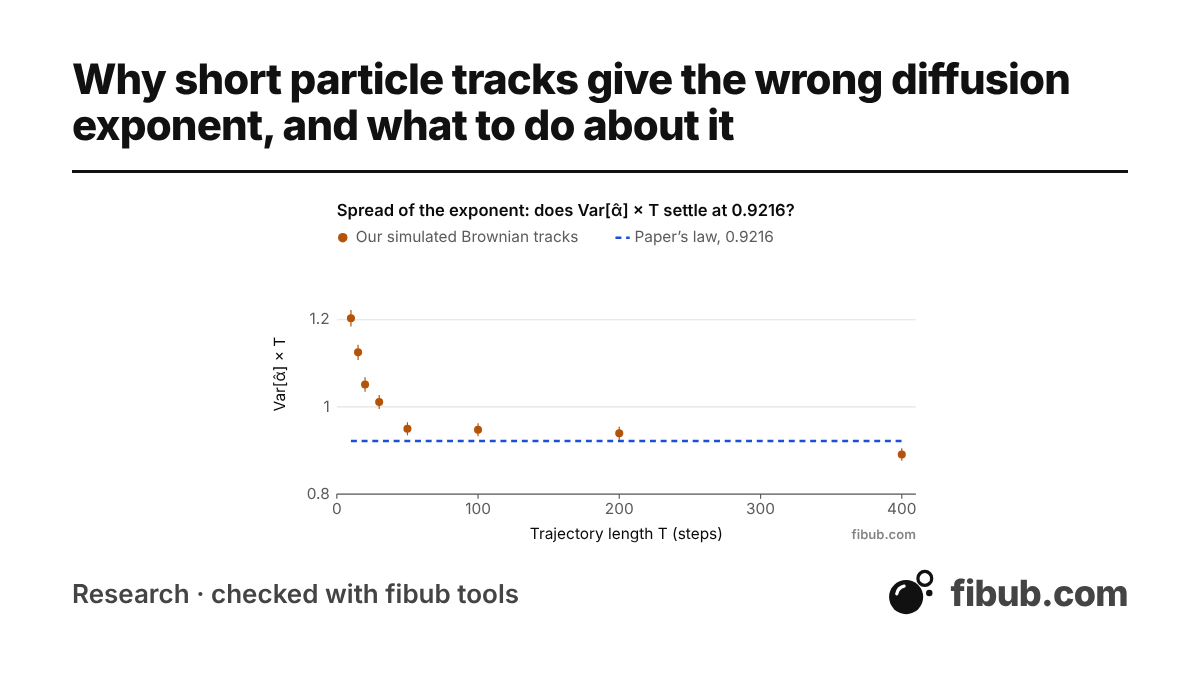 Why short particle tracks give the wrong diffusion
exponent, and what to do about it
Spread of the exponent: does Var[α̂] × T settle at 0.9216?
Our simulated Brownian tracks
Paper’s law, 0.9216
1.2
1
0.8
Var[α̂] × T
0
100
200
300
400
Trajectory length T (steps)
fibub.com
Research · checked with fibub tools
fibub.com